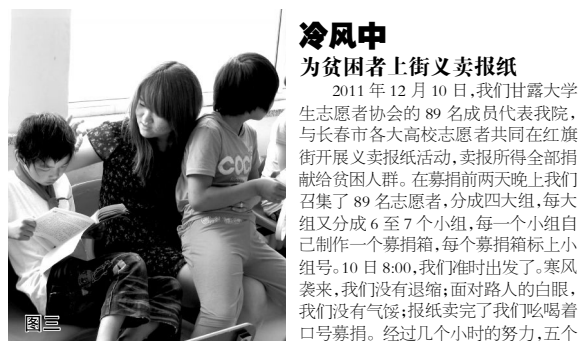 冷风中
为贫困者上街义卖报纸
2011 年 12 月 10 日,我们甘露大学
生志愿者协会的 89 名成员代表我院,
与长春市各大高校志愿者共同在红旗
街开展义卖报纸活动,卖报所得全部捐
献给贫困人群。在募捐前两天晚上我们
召集了 89 名志愿者,分成四大组,每大
组又分成 6 至 7 个小组,每一个小组自
己制作一个募捐箱,每个募捐箱标上小
组号。10 日 8:00,我们准时出发了。寒风
袭来,我们没有退缩;面对路人的白眼,
我们没有气馁;报纸卖完了我们吆喝着
口号募捐。经过几个小时的努力,五个
COC
图三